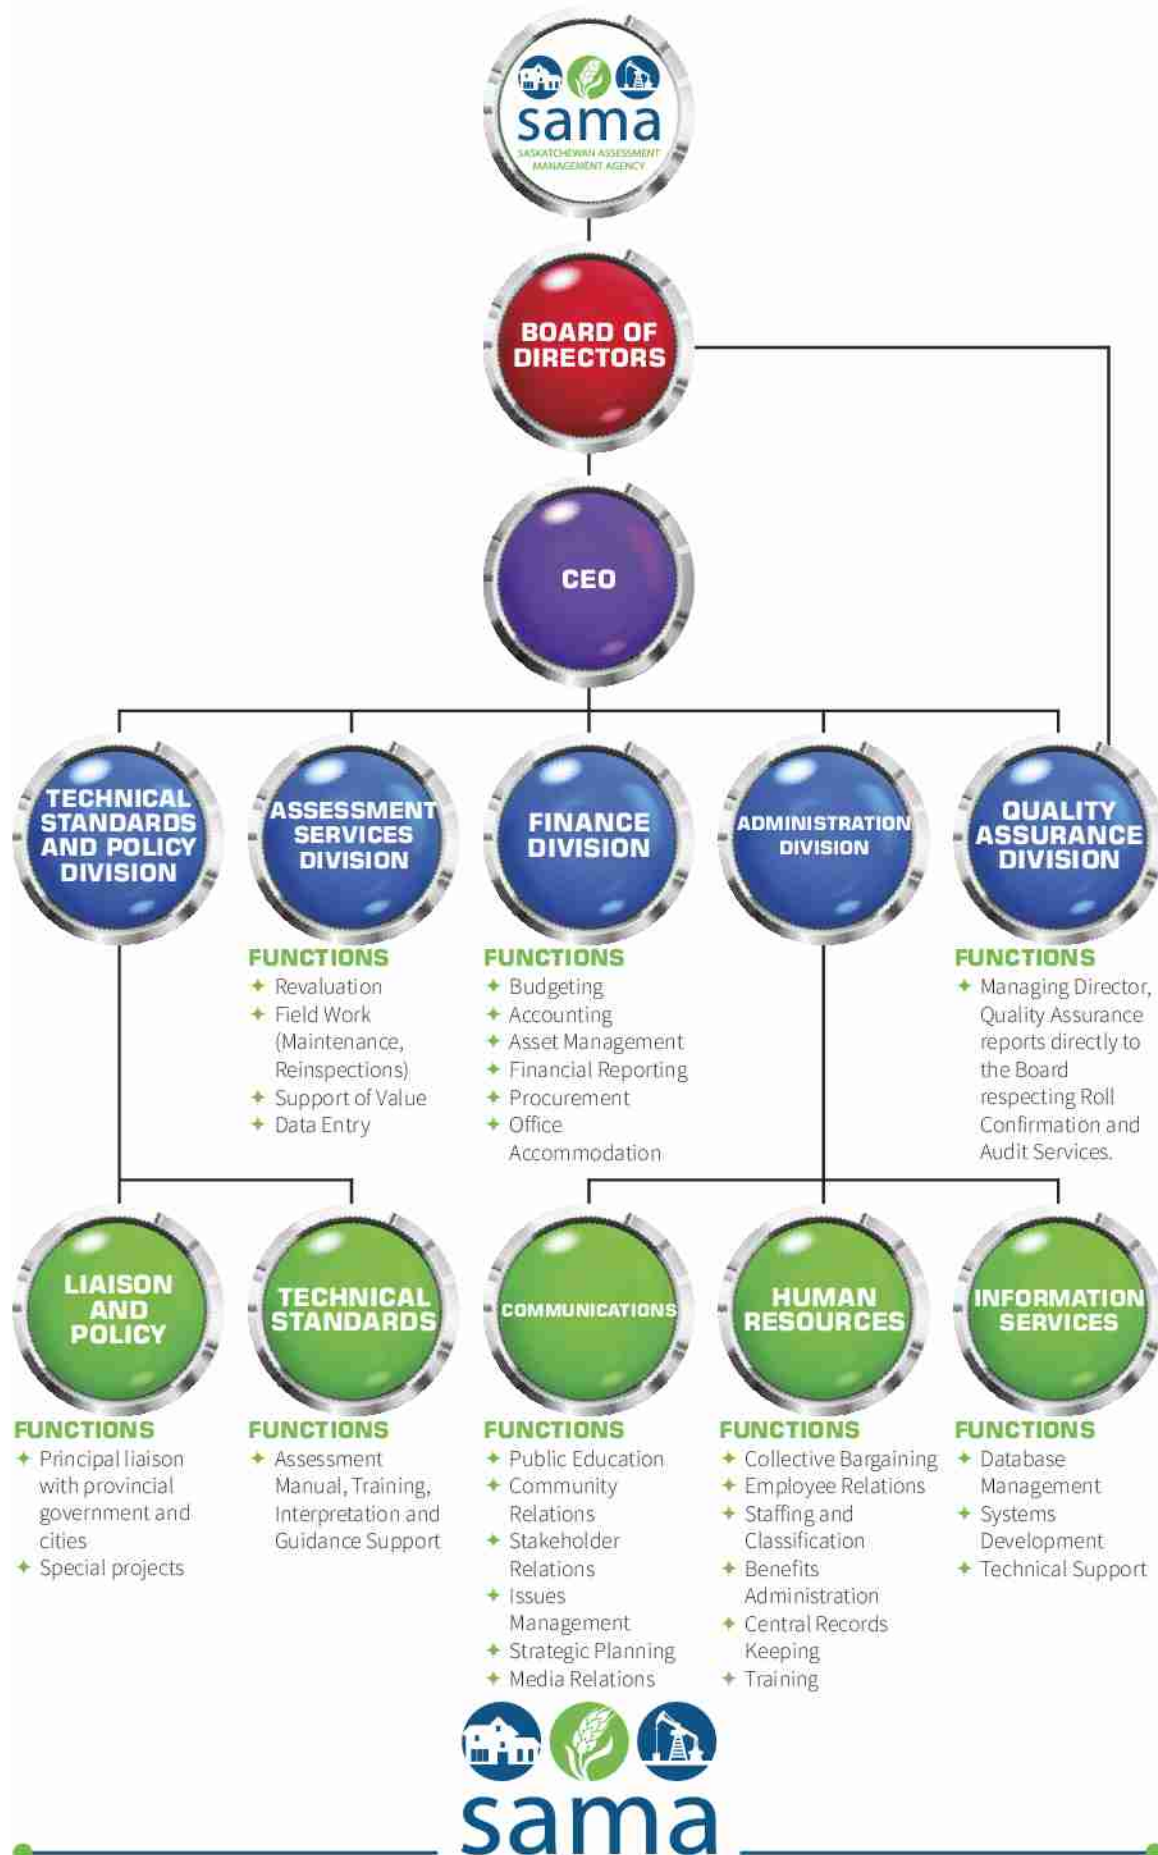 sama
SASKATCHEWAN ASSESSMENT
MANAGEMENT AGENCY
BOARD OF
DIRECTORS
CEO
TECHNICAL
STANDARDS
AND POLICY
DIVISION
ASSESSMENT
SERVICES
DIVISION
FINANCE
DIVISION
ADMINISTRATION
DIVISION
QUALITY
ASSURANCE
DIVISION
FUNCTIONS
Revaluation
Field Work
(Maintenance,
Reinspections)
Support of Value
Data Entry
FUNCTIONS
Budgeting
Accounting
Asset Management
Financial Reporting
Procurement
Office
Accommodation
FUNCTIONS
Managing Director,
Quality Assurance
reports directly to
the Board
respecting Roll
Confirmation and
Audit Services.
LIAISON
AND
POLICY
TECHNICAL
STANDARDS
COMMUNICATIONS
HUMAN
RESOURCES
INFORMATION
SERVICES
FUNCTIONS
Principal liaison
with provincial
government and
cities
Special projects
FUNCTIONS
Assessment
Manual, Training,
Interpretation and
Guidance Support
FUNCTIONS
Public Education
Community
Relations
Stakeholder
Relations
Issues
Management
Strategic Planning
Media Relations
FUNCTIONS
Collective Bargaining
Employee Relations
Staffing and
Classification
Benefits
Administration
Central Records
Keeping
Training
FUNCTIONS
Database
Management
Systems
Development
Technical Support
sama